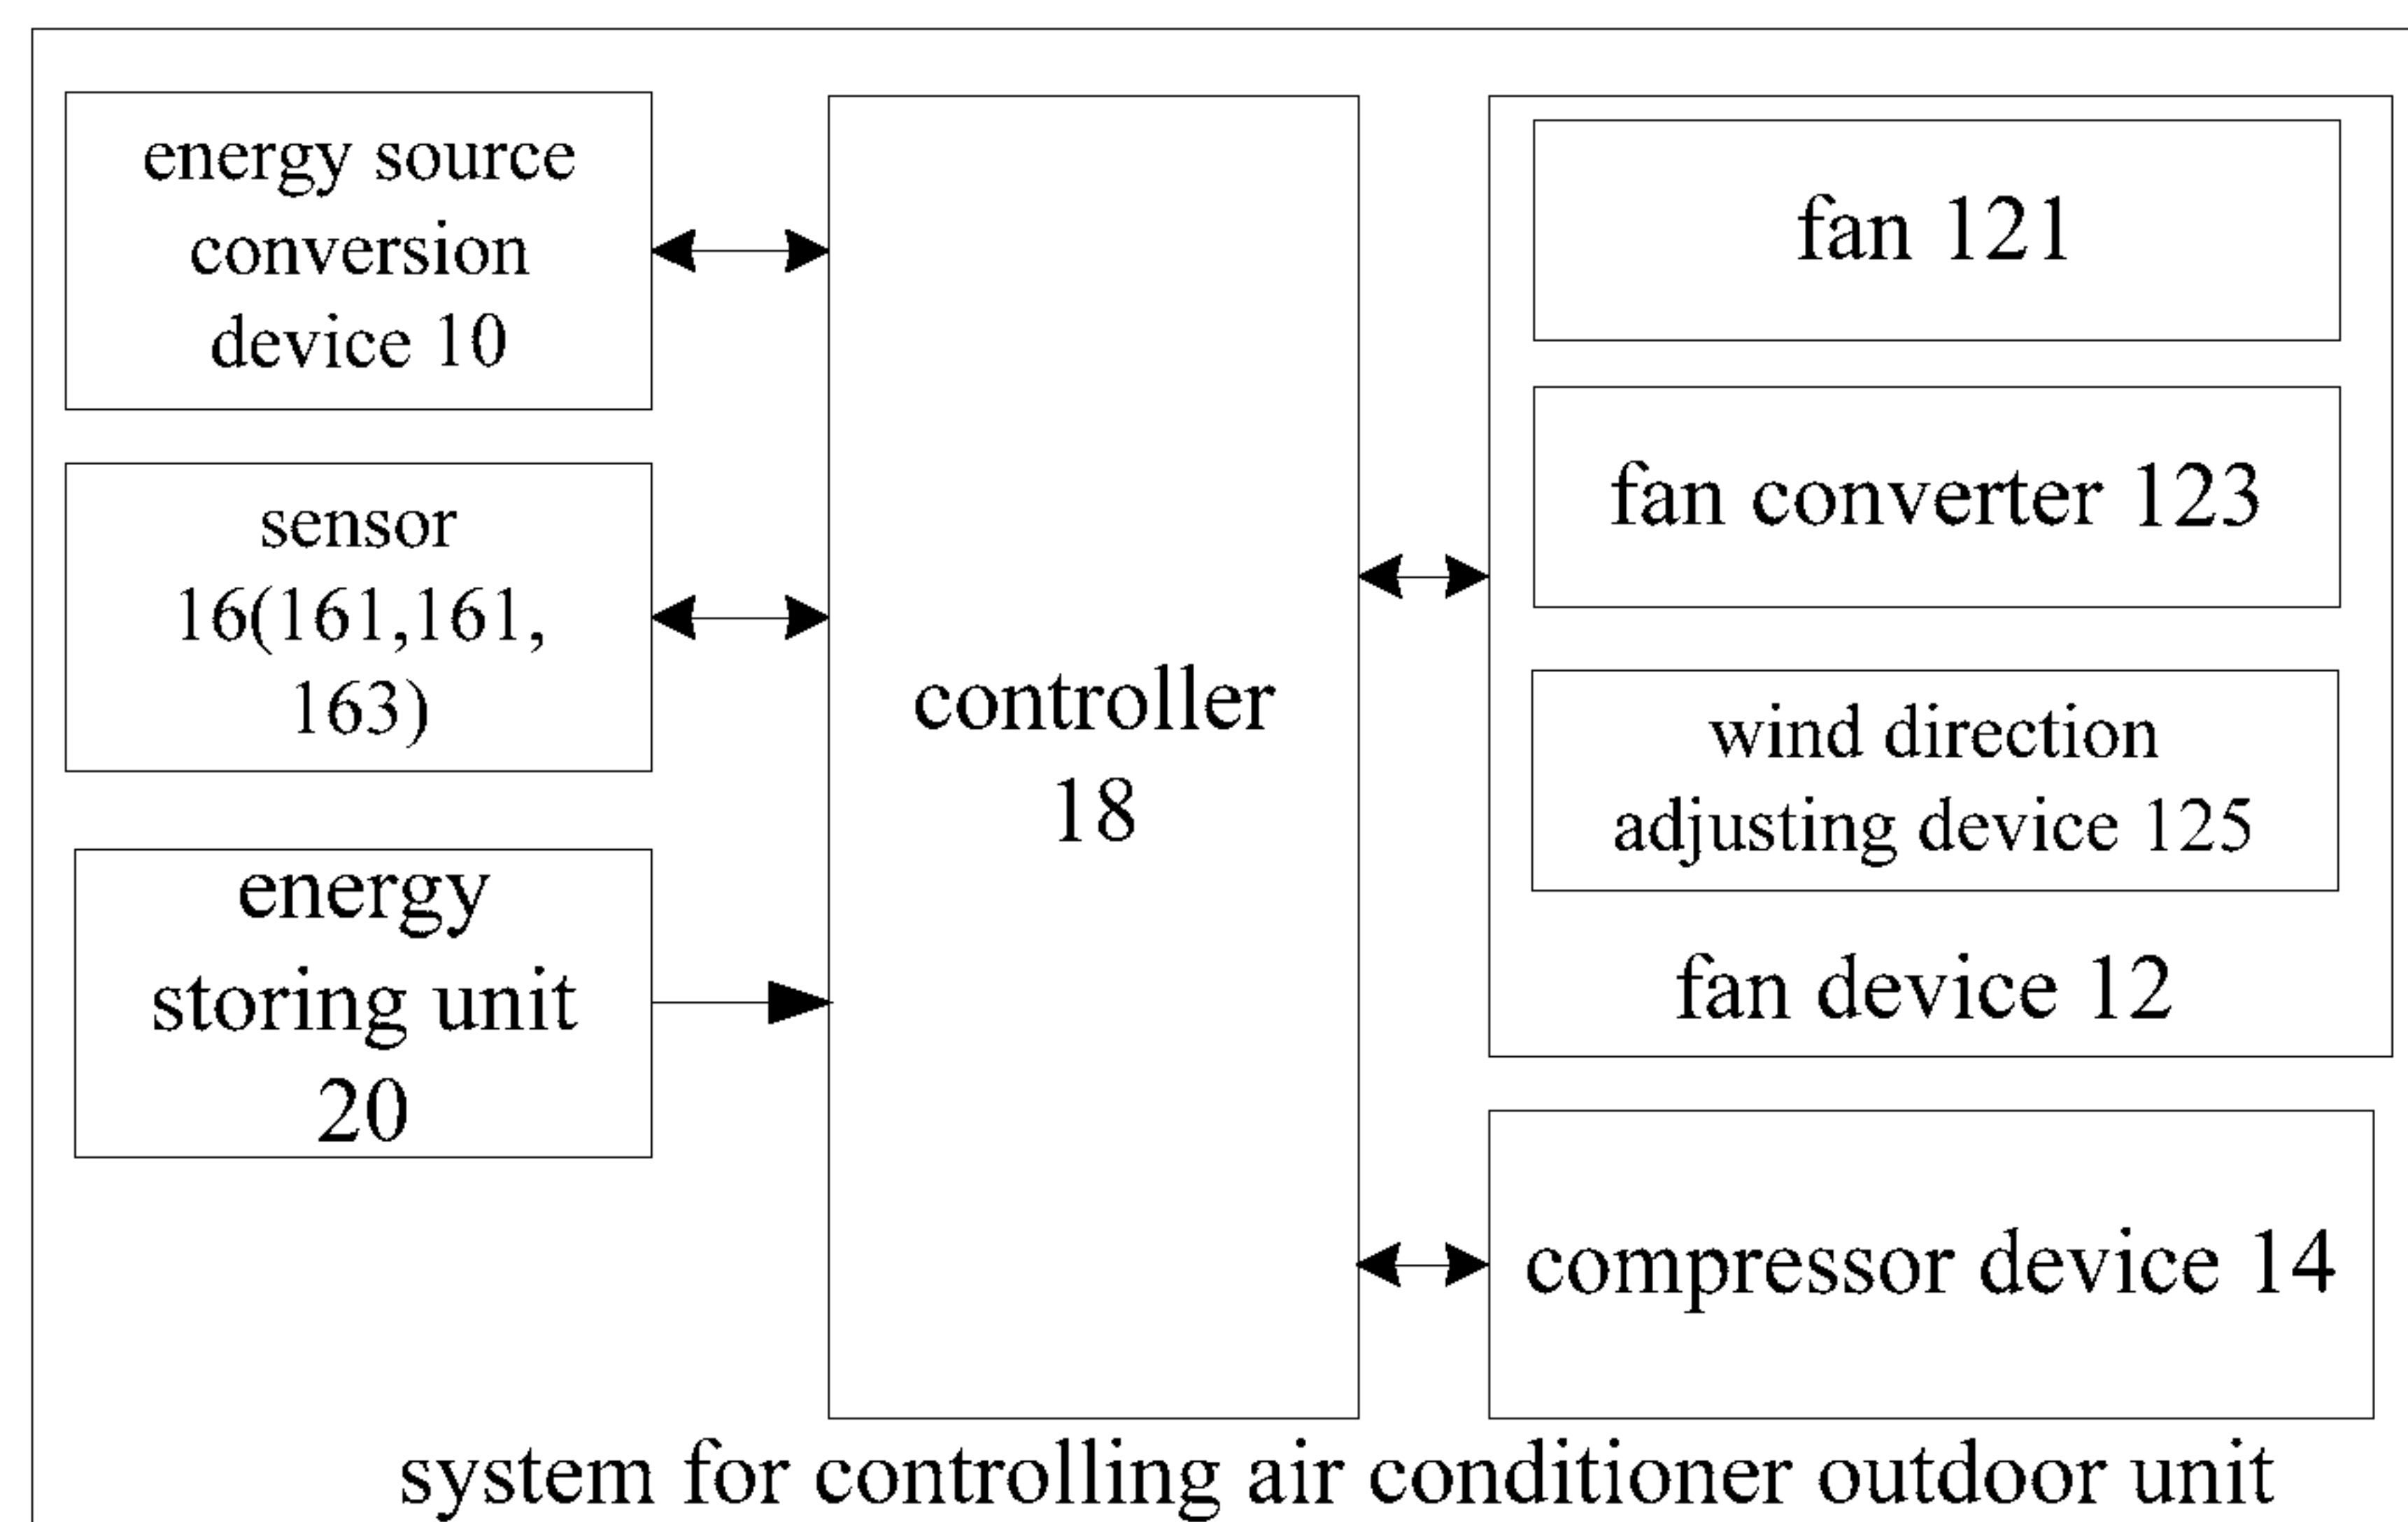 energy source
conversion
device 10
sensor
16(161,161,
163)
energy
storing unit
20
controller
18
fan 121
fan converter 123
wind direction
adjusting device 125
fan device 12
compressor device 14
system for controlling air conditioner outdoor unit